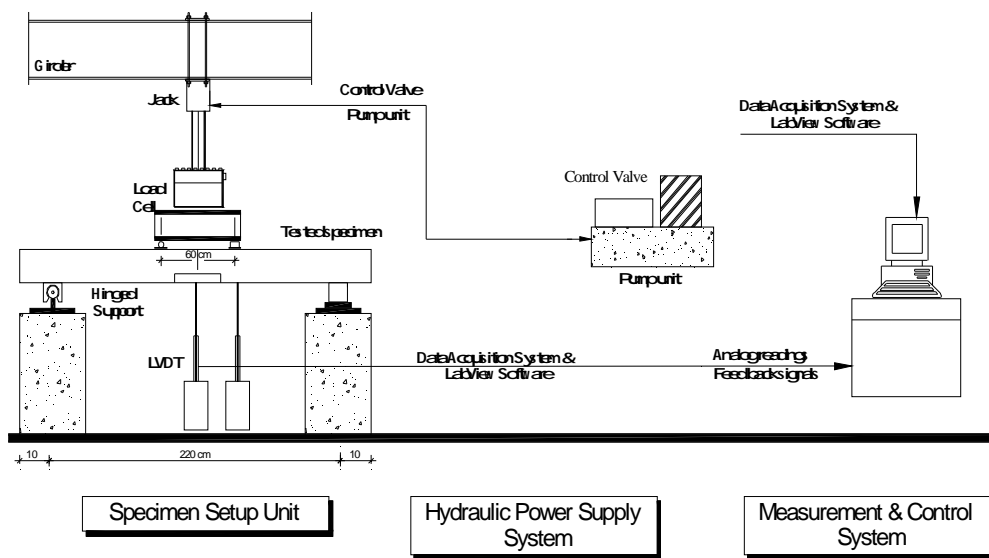 Girder
Jack
Control Valve
Pump unit
Data Acquisition System &
LabView Software
Control Valve
Load
Cell
Tested specimen
60 cm
Pump unit
Hinged
Support
LVDT
Data Acquisition System &
LabView Software
Analog readings
Feedback signals
10
220 cm
10
Specimen Setup Unit
Hydraulic Power Supply
System
Measurement & Control
System